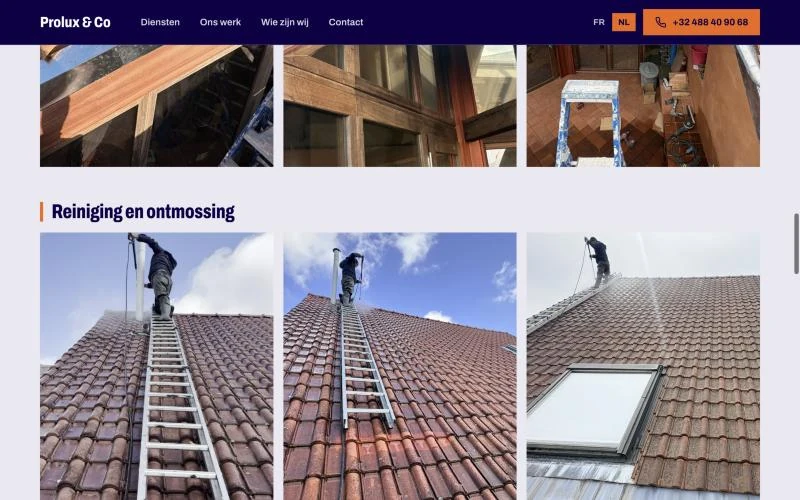 Prolux & Co
Diensten
Ons werk
Wie zijn wij
Contact
FR
NL
+32 488 40 90 68
Reiniging en ontmossing